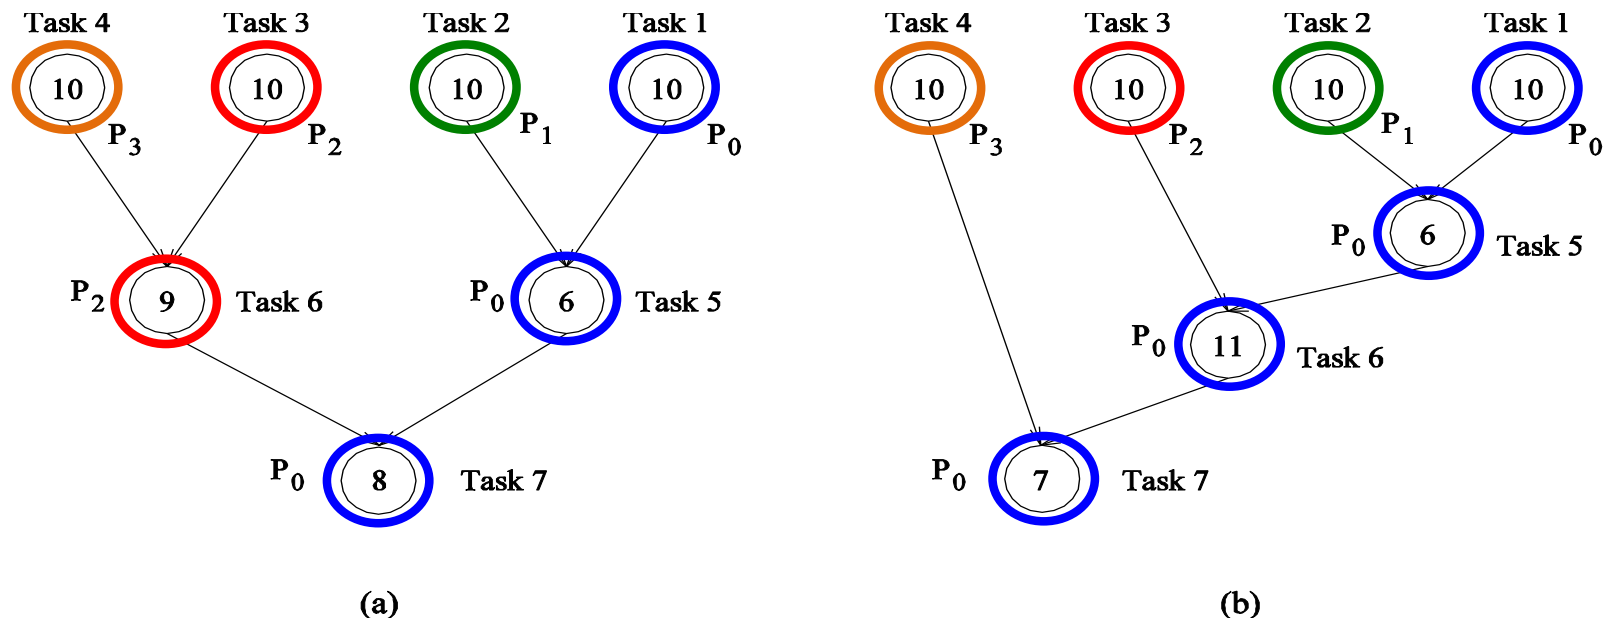 Task 4 Task 3 Task 2 Task 1
10 10 10 10
P3 P2 P1 P0
P2 9 Task 6 P0 6 Task 5
P0 8 Task 7
(a)
Task 4 Task 3 Task 2 Task 1
10 10 10 10
P3 P2 P1 P0
P0 6 Task 5
P0 11 Task 6
P0 7 Task 7
(b)